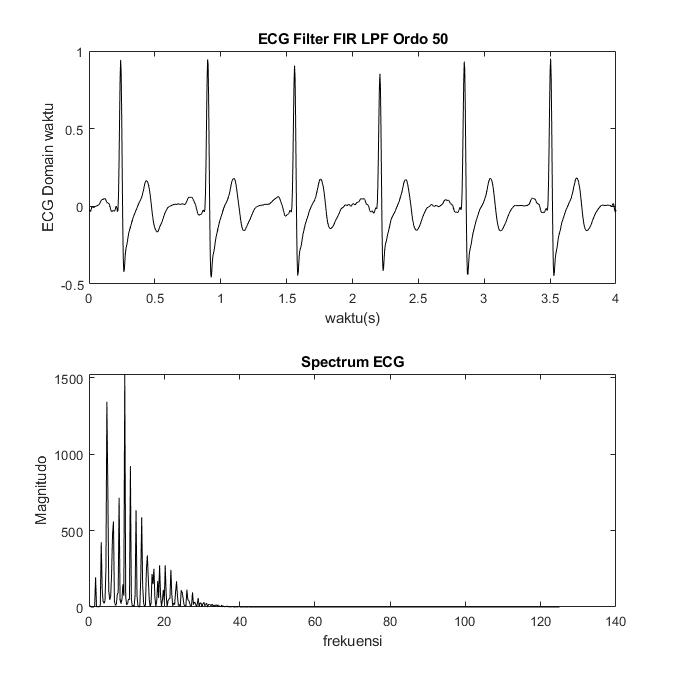 ECG Filter FIR LPF Ordo 50
1
0.5
0
-0.5
ECG Domain waktu
0 0.5 1 1.5 2 2.5 3 3.5 4
waktu(s)
Spectrum ECG
1500
1000
500
0
Magnitudo
0 20 40 60 80 100 120 140
frekuensi